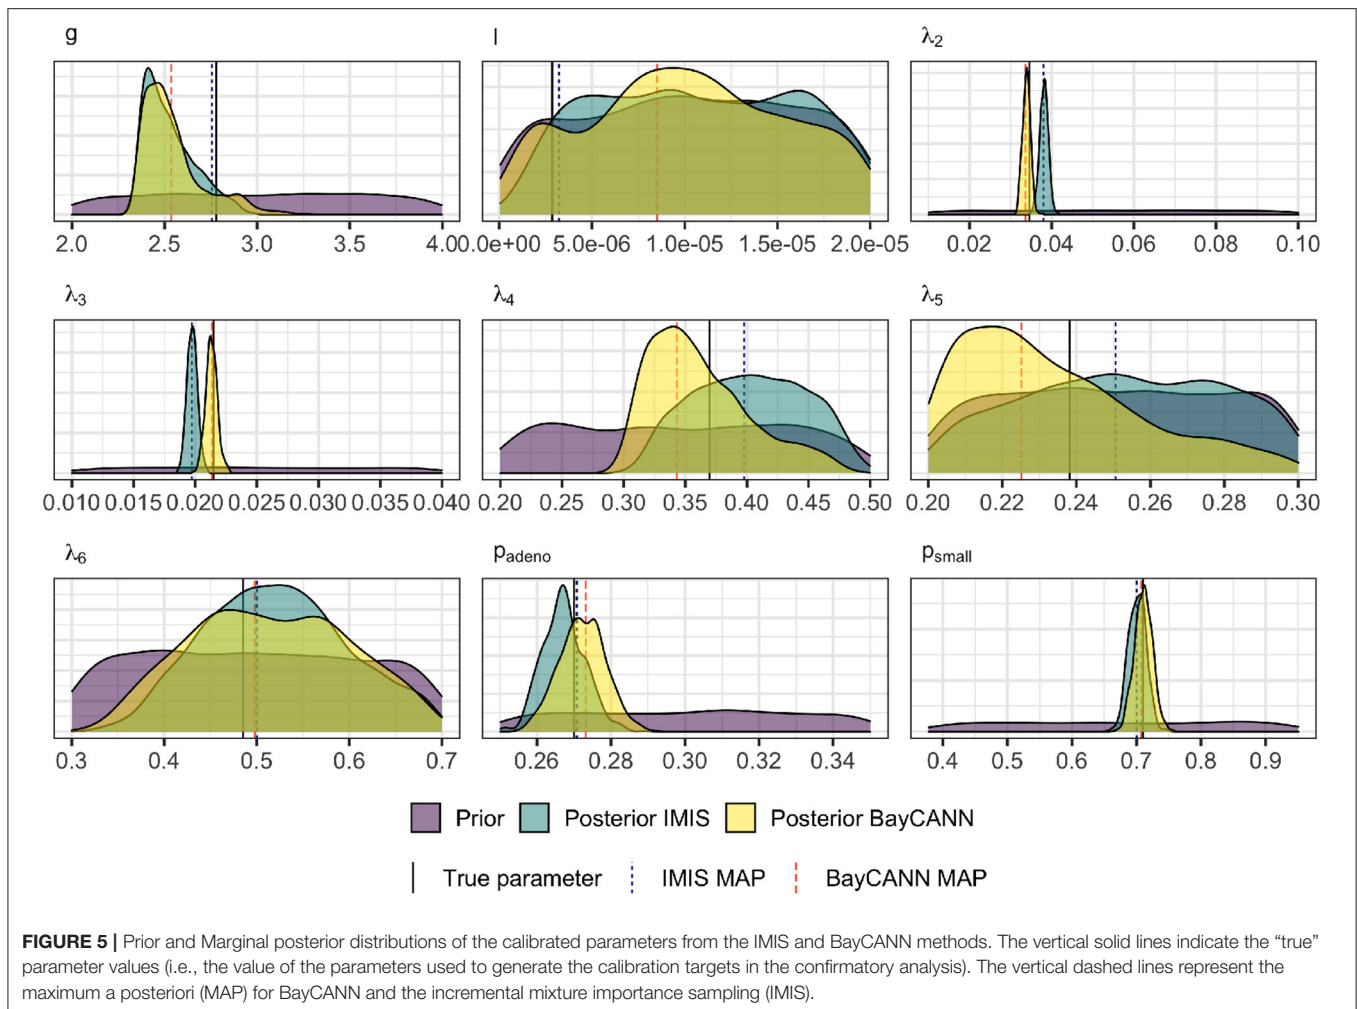 g
l
λ2
2.0 2.5 3.0 3.5 4.0
0.0e+00 5.0e-06 1.0e-05 1.5e-05 2.0e-05
0.02 0.04 0.06 0.08 0.10
λ3
λ4
λ5
0.010 0.015 0.020 0.025 0.030 0.035 0.040
0.20 0.25 0.30 0.35 0.40 0.45 0.50
0.20 0.22 0.24 0.26 0.28 0.30
λ6
padeno
psmall
0.3 0.4 0.5 0.6 0.7
0.26 0.28 0.30 0.32 0.34
0.4 0.5 0.6 0.7 0.8 0.9
Prior Posterior IMIS Posterior BayCANN
True parameter IMIS MAP BayCANN MAP
FIGURE 5 | Prior and Marginal posterior distributions of the calibrated parameters from the IMIS and BayCANN methods. The vertical solid lines indicate the “true”
parameter values (i.e., the value of the parameters used to generate the calibration targets in the confirmatory analysis). The vertical dashed lines represent the
maximum a posteriori (MAP) for BayCANN and the incremental mixture importance sampling (IMIS).